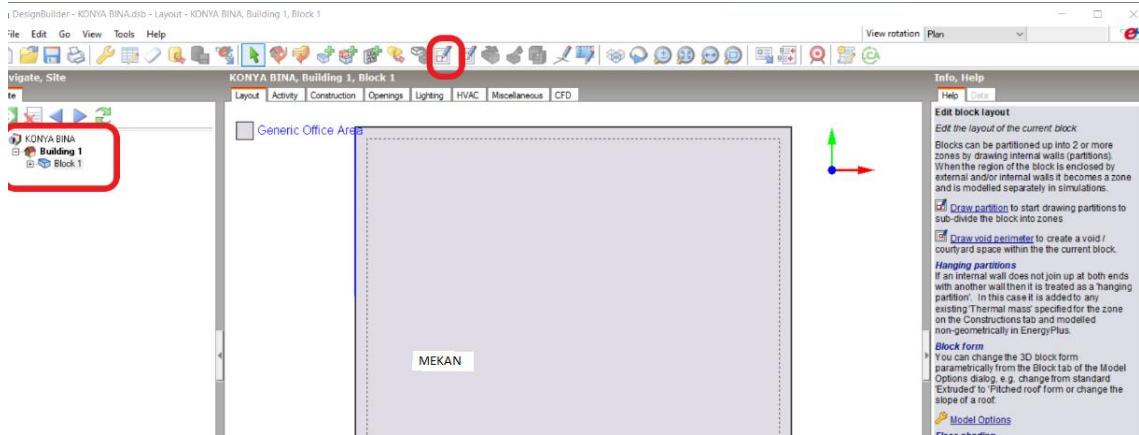 DesignBuilder - KONYA BINA.dsb - Layout - KONYA BINA, Building 1, Block 1
File Edit Go View Tools Help
View rotation Plan
vigate, Site
KONYA BINA, Building 1, Block 1
Info, Help
te
Layout Activity Construction Openings Lighting HVAC Miscellaneous CFD
Help Data
KONYA BINA
Building 1
Block 1
Generic Office Area
MEKAN
Edit block layout
Edit the layout of the current block
Blocks can be partitioned up into 2 or more
zones by drawing internal walls (partitions).
When the region of the block is enclosed by
external and/or internal walls it becomes a zone
and is modelled separately in simulations.
Draw partition to start drawing partitions to
sub-divide the block into zones
Draw void perimeter to create a void /
courtyard space within the the current block.
Hanging partitions
If an internal wall does not join up at both ends
with another wall then it is treated as a 'hanging
partition'. In this case it is added to any
existing 'Thermal mass' specified for the zone
on the Constructions tab and modelled
non-geometrically in EnergyPlus.
Block form
You can change the 3D block form
parametrically from the Block tab of the Model
Options dialog, e.g. change from standard
'Extruded' to 'Pitched roof' form or change the
slope of a roof.
Model Options